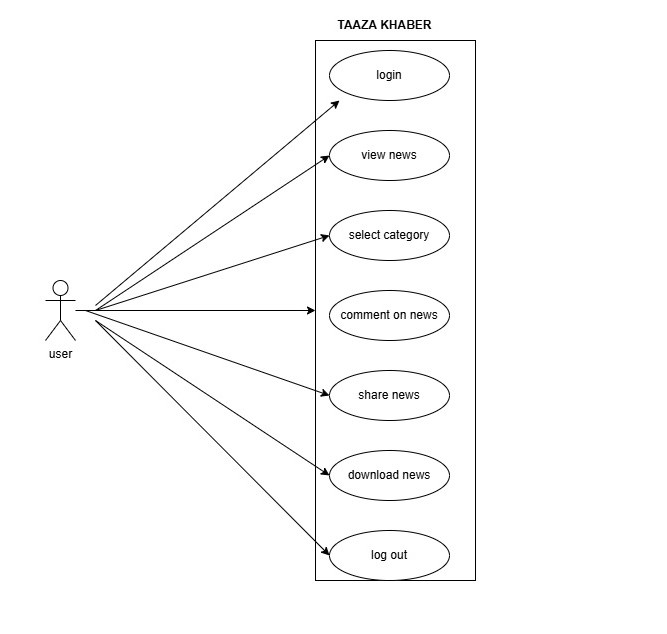 TAAZA KHABER
login
view news
select category
comment on news
share news
download news
log out
user